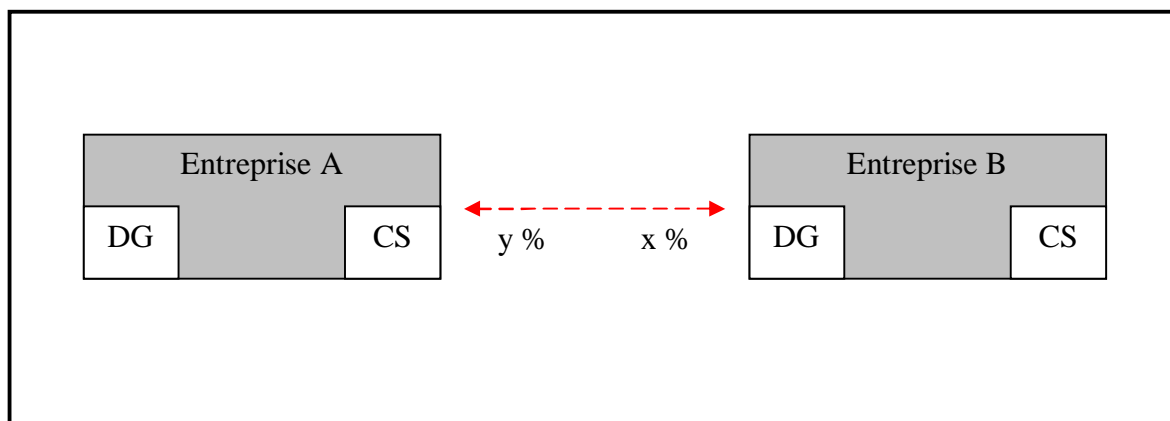 Entreprise A
DG
CS
y %
x %
Entreprise B
DG
CS